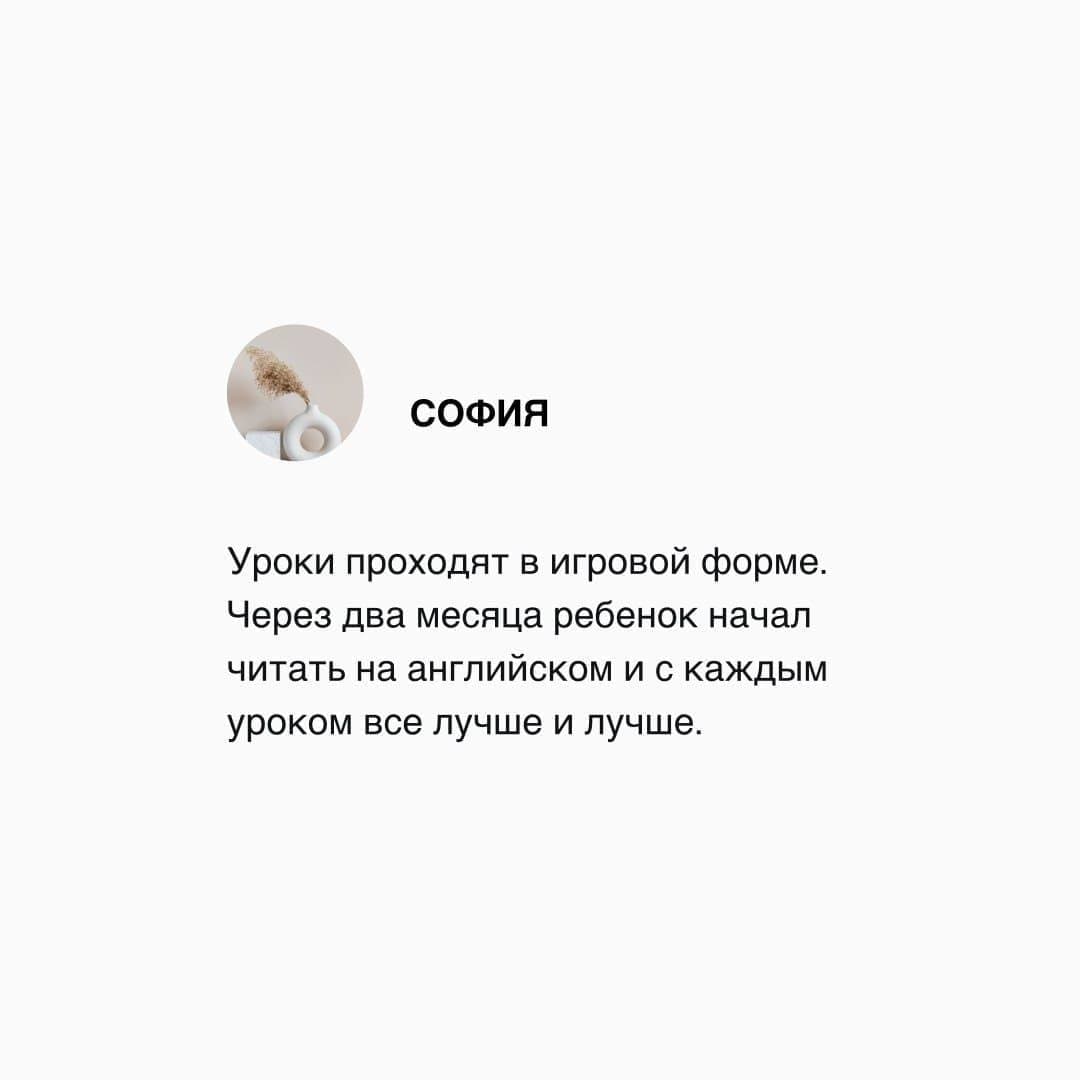 СОФИЯ
Уроки проходят в игровой форме.
Через два месяца ребенок начал
читать на английском и с каждым
уроком все лучше и лучше.